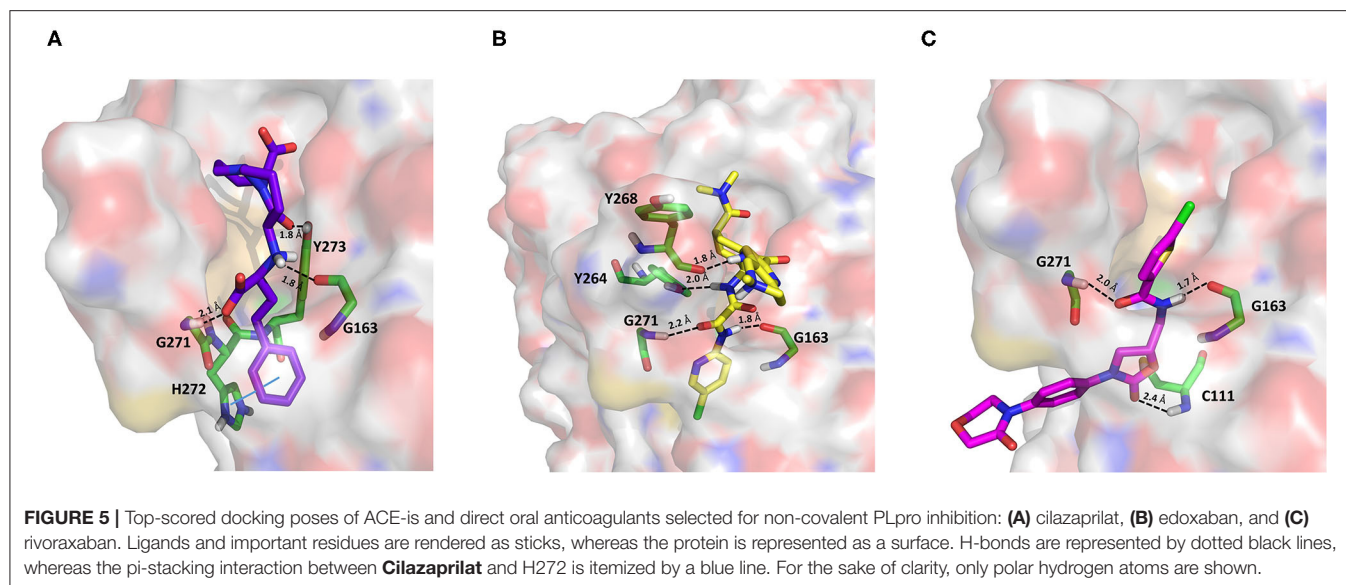 A
B
C
1.8 Å
Y273
1.8 Å
2.1 Å
G163
G271
H272
Y268
1.8 Å
Y264
2.0 Å
G271
2.2 Å
1.8 Å
G163
G271
2.0 Å
1.7 Å
G163
C111
2.4 Å
FIGURE 5 | Top-scored docking poses of ACE-is and direct oral anticoagulants selected for non-covalent PLpro inhibition: (A) cilazaprilat, (B) edoxaban, and (C)
rivoraxaban. Ligands and important residues are rendered as sticks, whereas the protein is represented as a surface. H-bonds are represented by dotted black lines,
whereas the pi-stacking interaction between Cilazaprilat and H272 is itemized by a blue line. For the sake of clarity, only polar hydrogen atoms are shown.